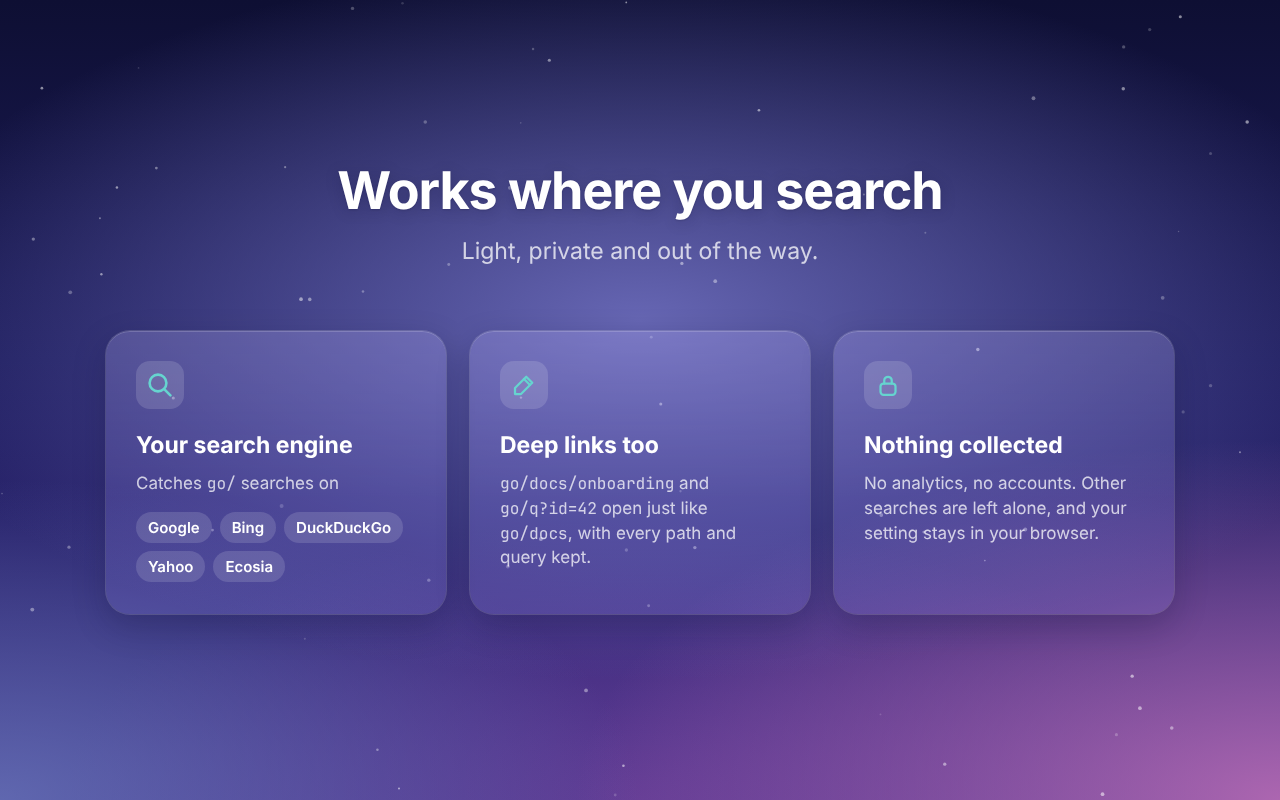 Works where you search
Light, private and out of the way.
Your search engine
Catches go/ searches on
Google Bing DuckDuckGo
Yahoo Ecosia
Deep links too
go/docs/onboarding and
go/q?id=42 open just like
go/docs, with every path and
query kept.
Nothing collected
No analytics, no accounts. Other
searches are left alone, and your
setting stays in your browser.